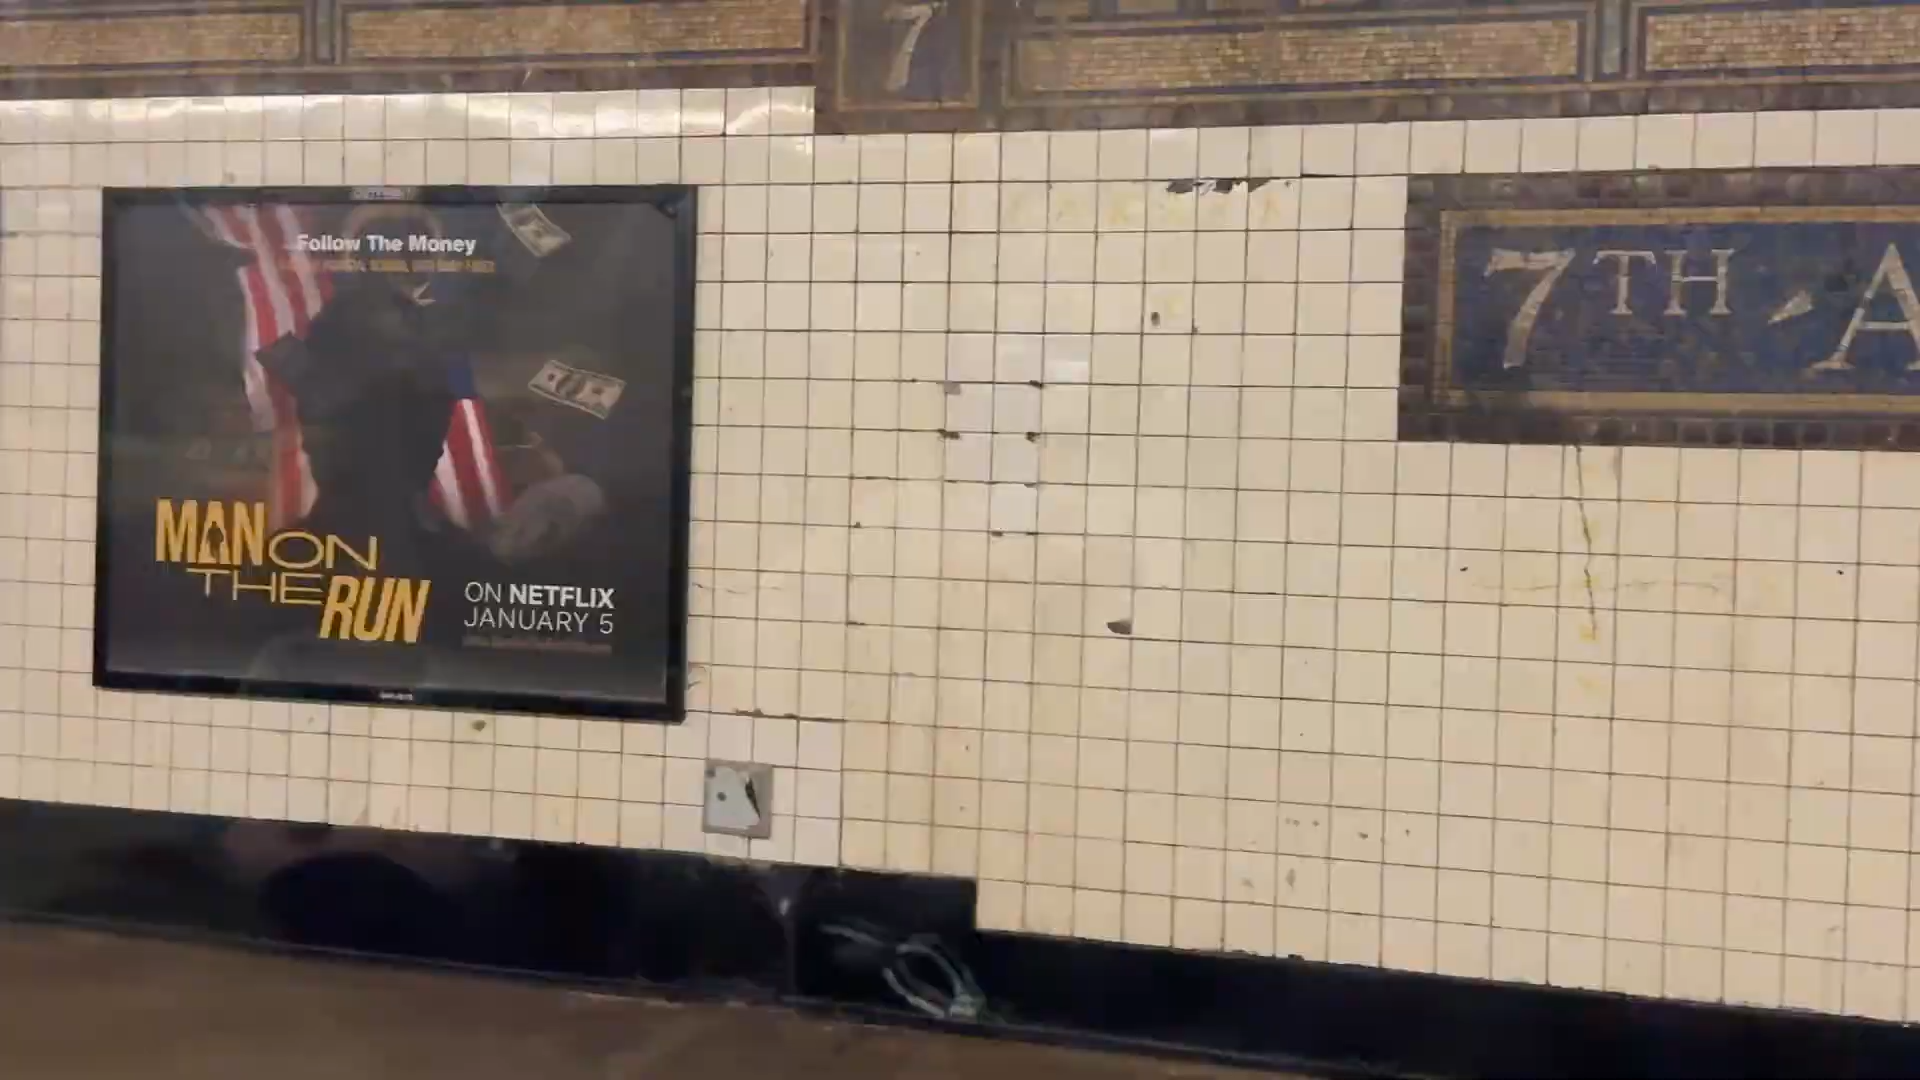 7
Follow The Money
MAN ON
THE RUN
ON NETFLIX
JANUARY 5
7TH A